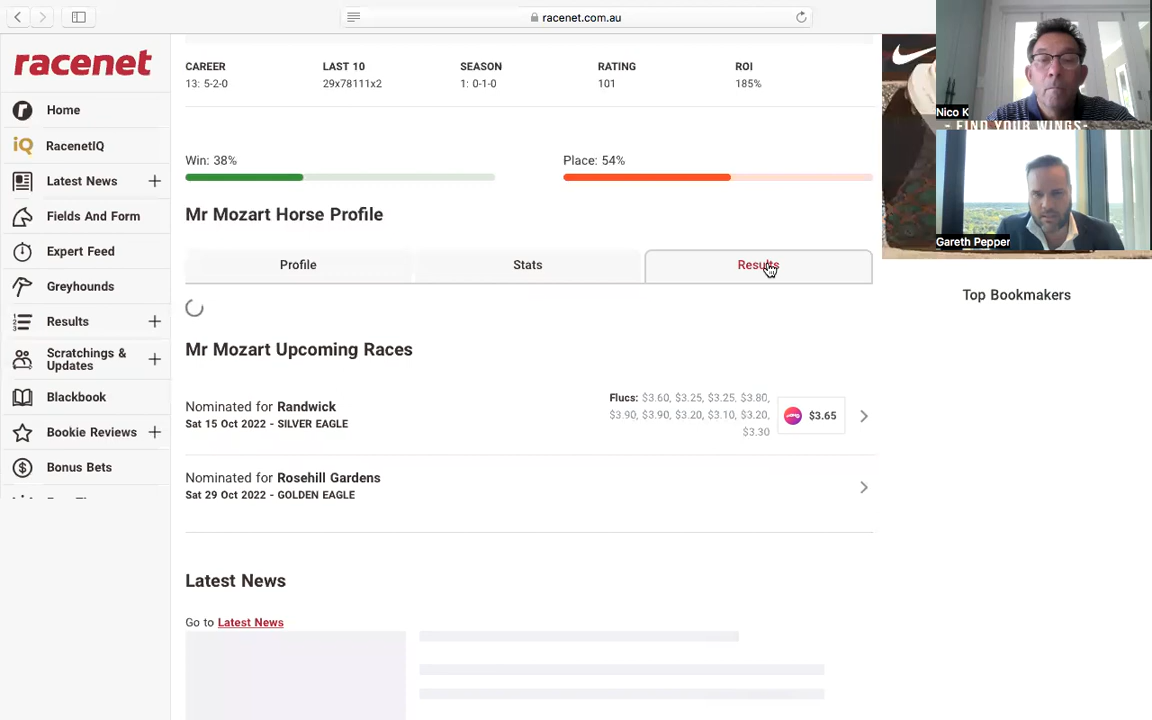 racenet.com.au
racenet
Home
RacenetIQ
Latest News
Fields And Form
Expert Feed
Greyhounds
Results
Scratchings &
Updates
Blackbook
Bookie Reviews
Bonus Bets
CAREER
13: 5-2-0
LAST 10
29x78111x2
SEASON
1: 0-1-0
RATING
101
ROI
185%
Win: 38%
Place: 54%
Mr Mozart Horse Profile
Profile
Stats
Results
Mr Mozart Upcoming Races
Nominated for Randwick
Sat 15 Oct 2022 - SILVER EAGLE
Flucs: $3.60, $3.25, $3.25, $3.80,
$3.90, $3.90, $3.20, $3.10, $3.20,
$3.30
$3.65
Nominated for Rosehill Gardens
Sat 29 Oct 2022 - GOLDEN EAGLE
Latest News
Go to Latest News
Nico K
- FIND YOUR WINGS-
Gareth Pepper
Top Bookmakers